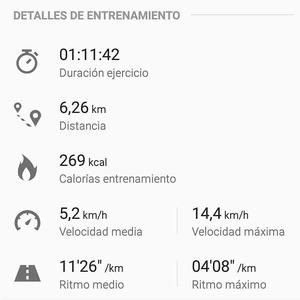 DETALLES DE ENTRENAMIENTO
01:11:42
Duración ejercicio
6,26 km
Distancia
269 kcal
Calorías entrenamiento
5,2 km/h 14,4 km/h
Velocidad media Velocidad máxima
11'26" /km 04'08" /km
Ritmo medio Ritmo máximo